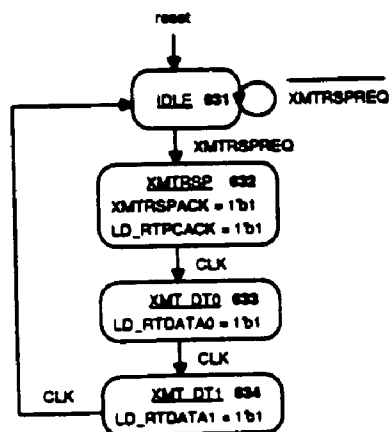 reset
IDLE 631
XMTRSPREQ
XMTRSPREQ
XMTRSP 632
XMTRSPACK = 1'b1
LD_RTPCACK = 1'b1
CLK
XMT_DT0 633
LD_RTDATA0 = 1'b1
CLK
CLK
XMT_DT1 634
LD_RTDATA1 = 1'b1